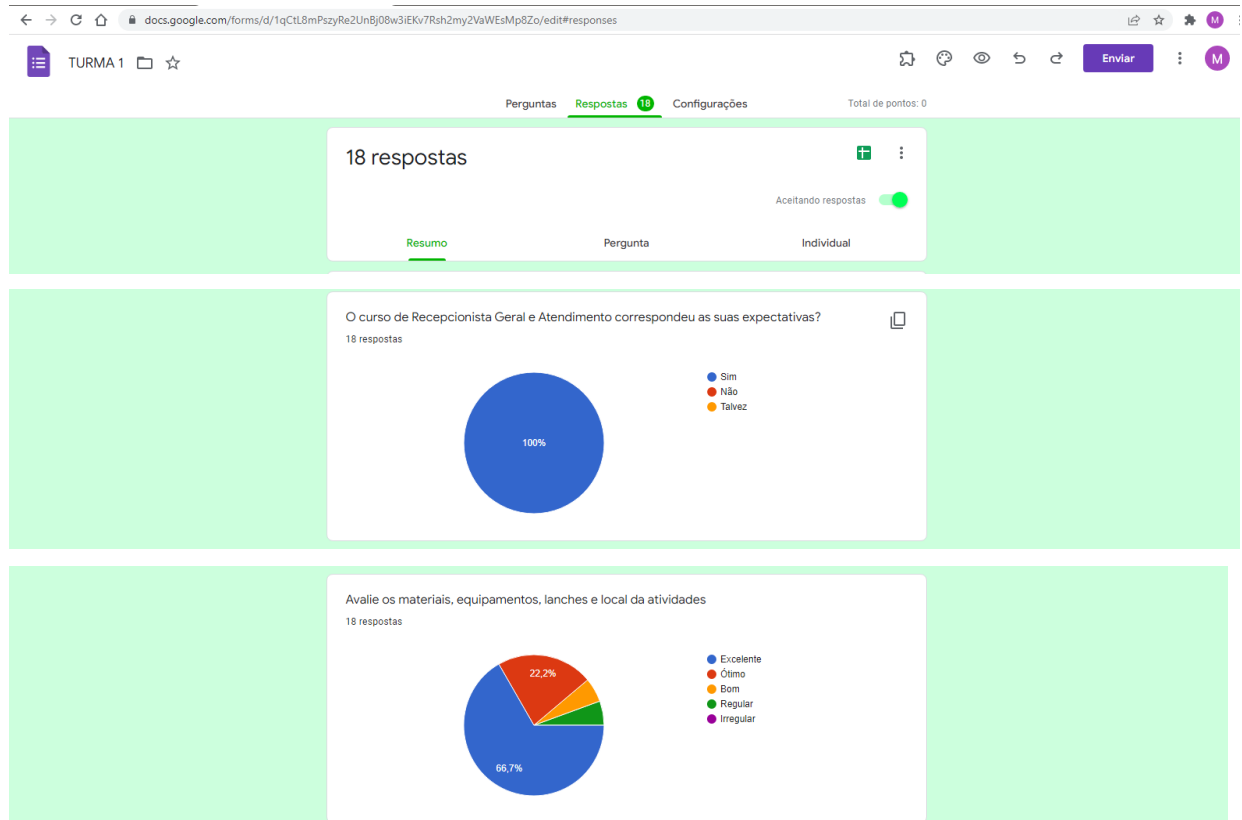 docs.google.com/forms/d/1qCtL8mPszyRe2UnBj08w3iEKv7Rsh2my2VaWEsMp8Zo/edit#responses
M
TURMA 1
Enviar
M
Perguntas Respostas 18 Configurações Total de pontos: 0
18 respostas
Aceitando respostas
Resumo Pergunta Individual
O curso de Recepcionista Geral e Atendimento correspondeu as suas expectativas?
18 respostas
Sim
Não
Talvez
100%
Avalie os materiais, equipamentos, lanches e local da atividades
18 respostas
Excelente
Ótimo
Bom
Regular
Irregular
22,2%
66,7%